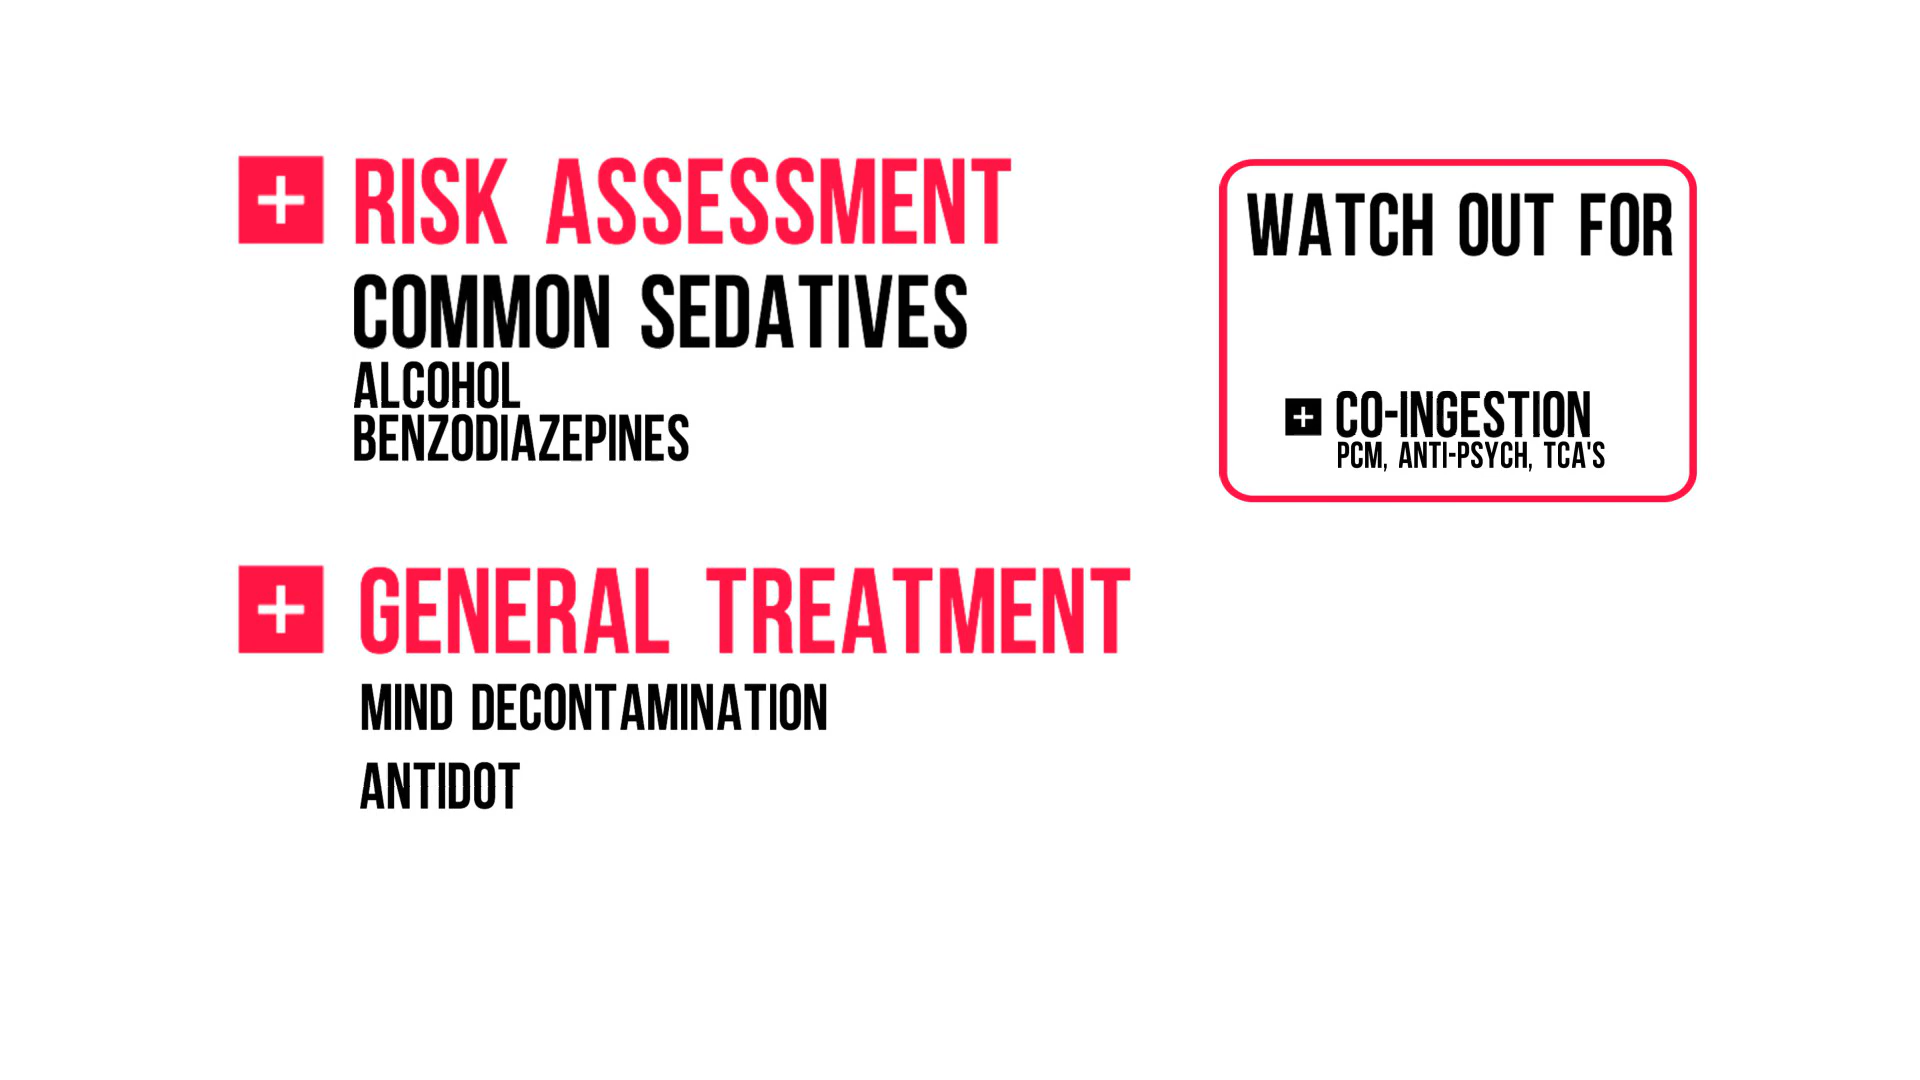 RISK ASSESSMENT
COMMON SEDATIVES
ALCOHOL
BENZODIAZEPINES
WATCH OUT FOR
CO-INGESTION
PCM, ANTI-PSYCH, TCA'S
GENERAL TREATMENT
MIND DECONTAMINATION
ANTIDOT